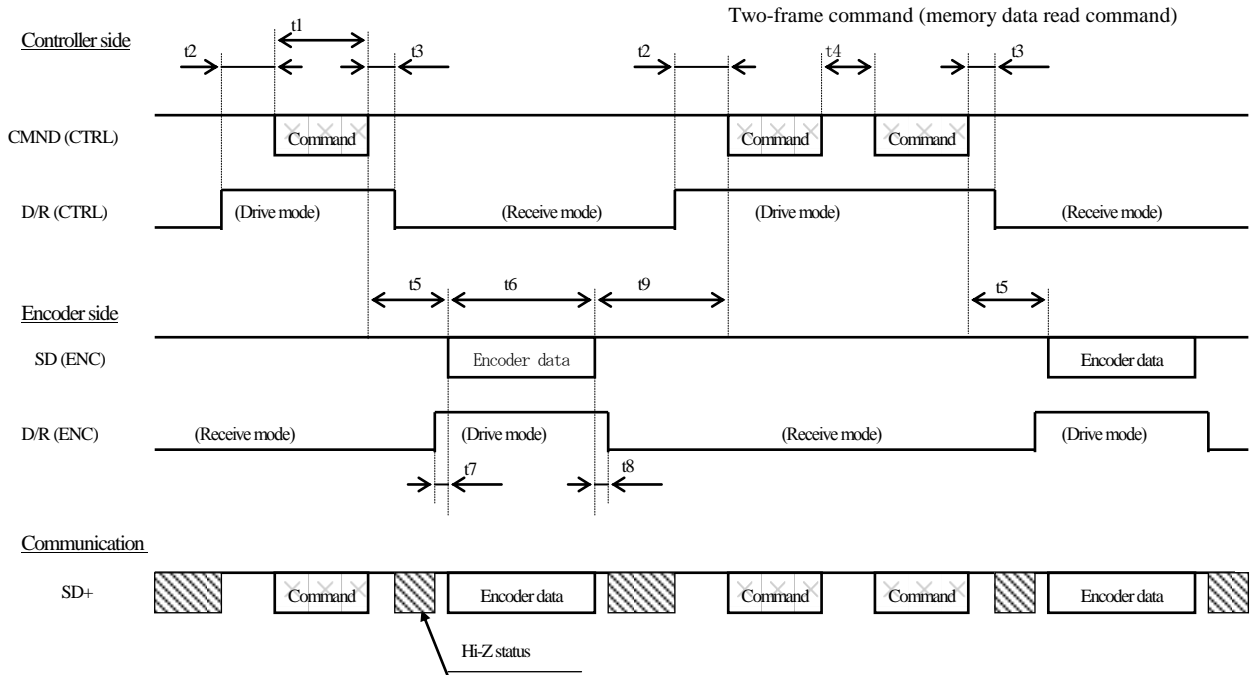 Two-frame command (memory data read command)
Controller side
t1
t2
t3
t2
t4
t3
CMND (CTRL)
Command
Command
Command
D/R (CTRL)
(Drive mode)
(Receive mode)
(Drive mode)
(Receive mode)
t5
t6
t9
t5
Encoder side
SD (ENC)
Encoder data
Encoder data
D/R (ENC)
(Receive mode)
(Drive mode)
(Receive mode)
(Drive mode)
t7
t8
Communication
SD+
Command
Encoder data
Command
Command
Encoder data
Hi-Z status